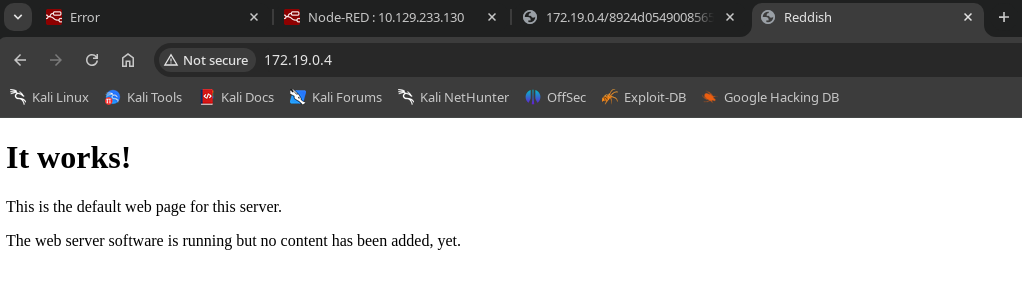 Error
Node-RED : 10.129.233.130
172.19.0.4/8924d0549008565
Reddish
Not secure
172.19.0.4
Kali Linux
Kali Tools
Kali Docs
Kali Forums
Kali NetHunter
OffSec
Exploit-DB
Google Hacking DB
It works!
This is the default web page for this server.
The web server software is running but no content has been added, yet.